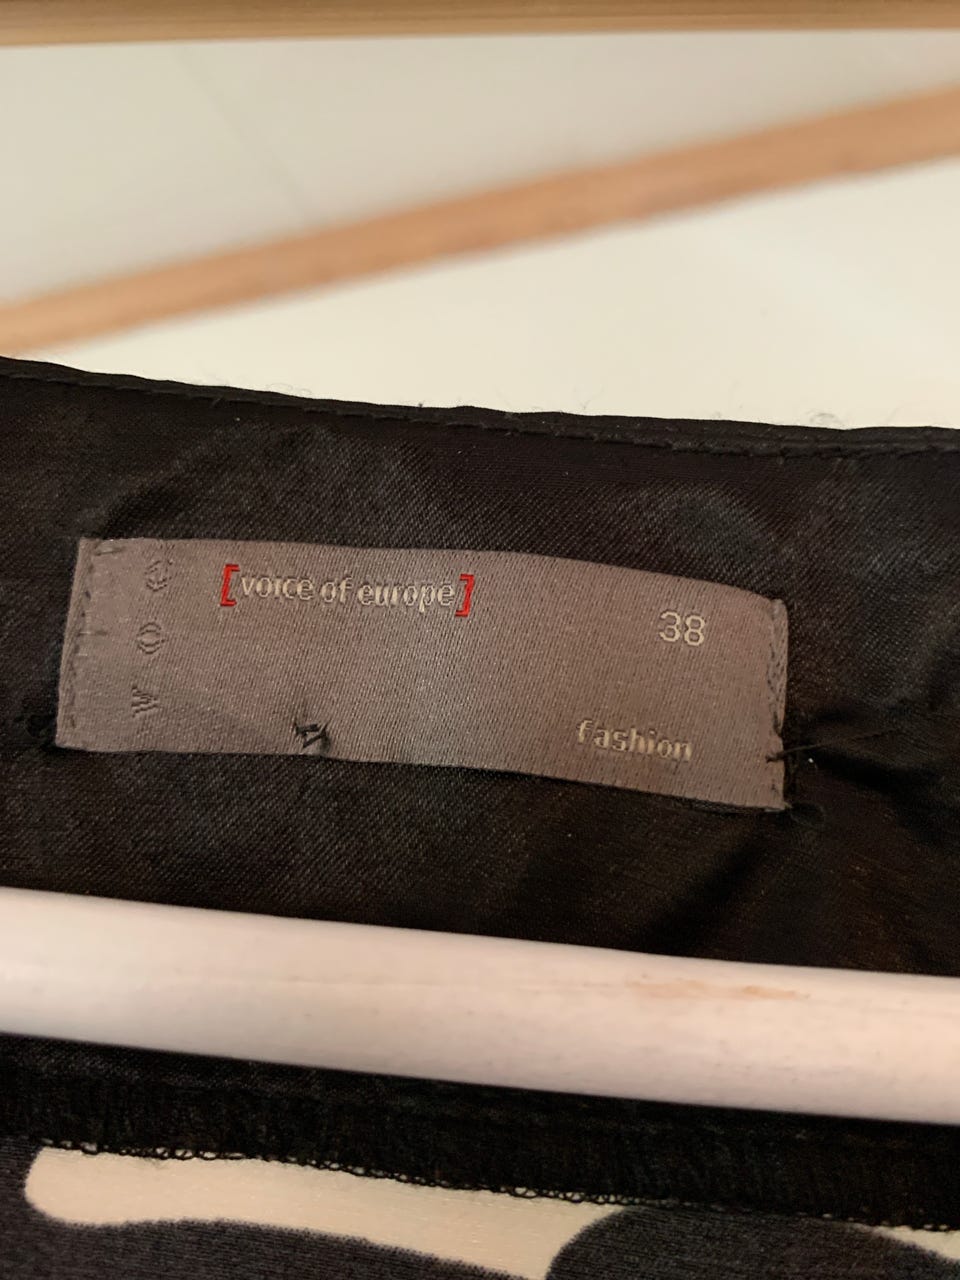 [voice of europe]
38
fashion